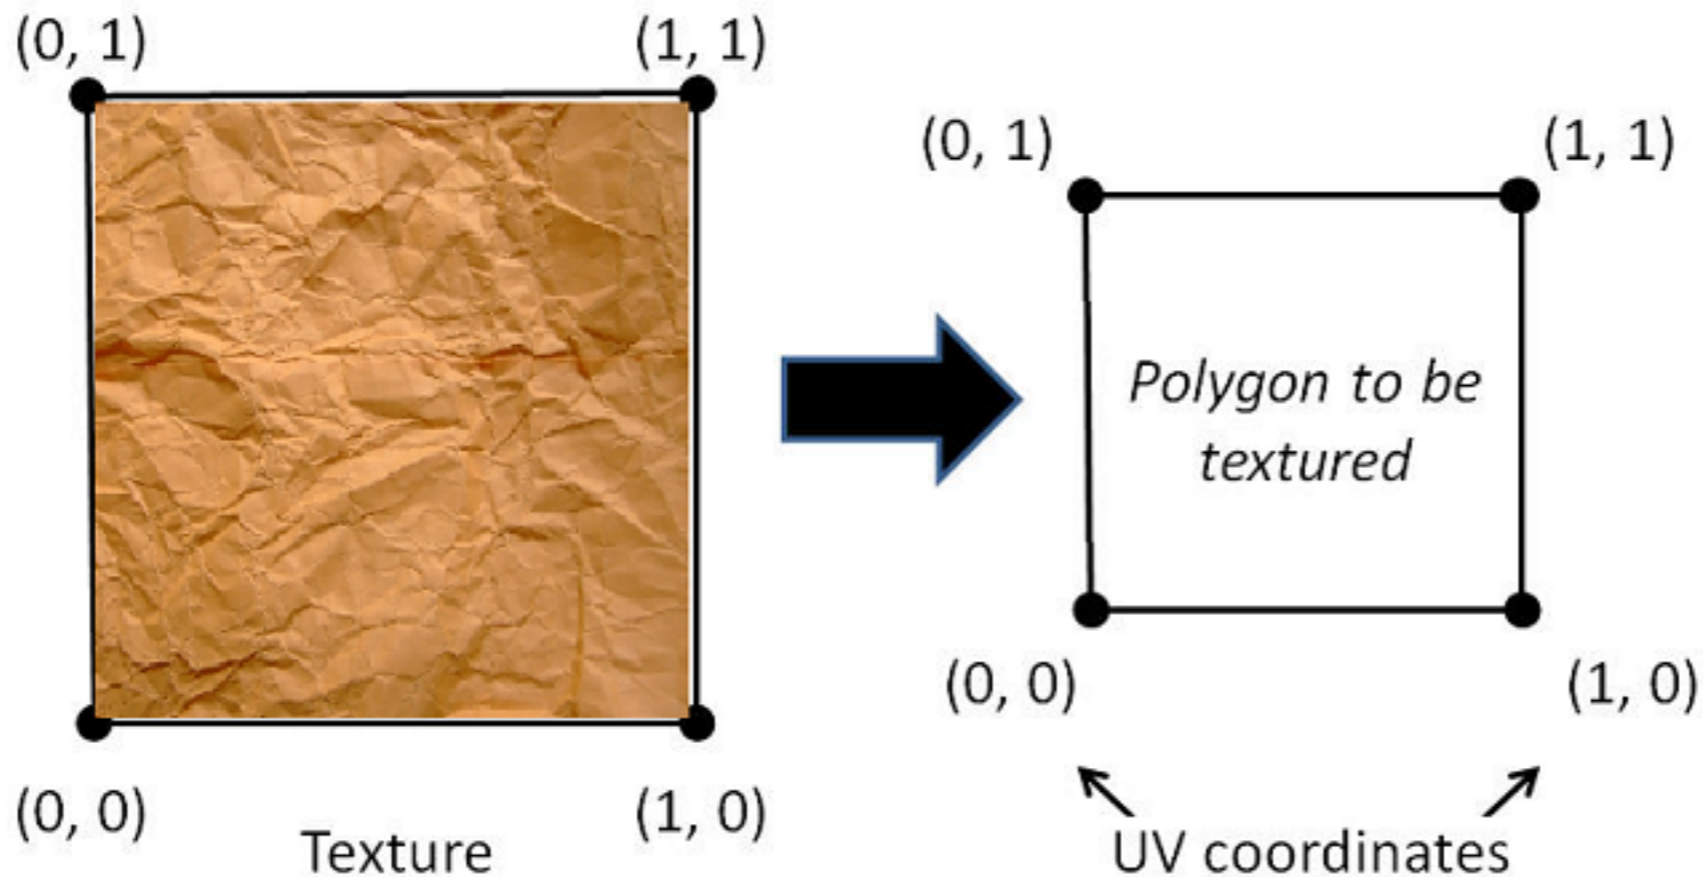 (0, 1)
(1, 1)
(0, 0)
(1, 0)
Texture
(0, 1)
(1, 1)
Polygon to be
textured
(0, 0)
(1, 0)
UV coordinates